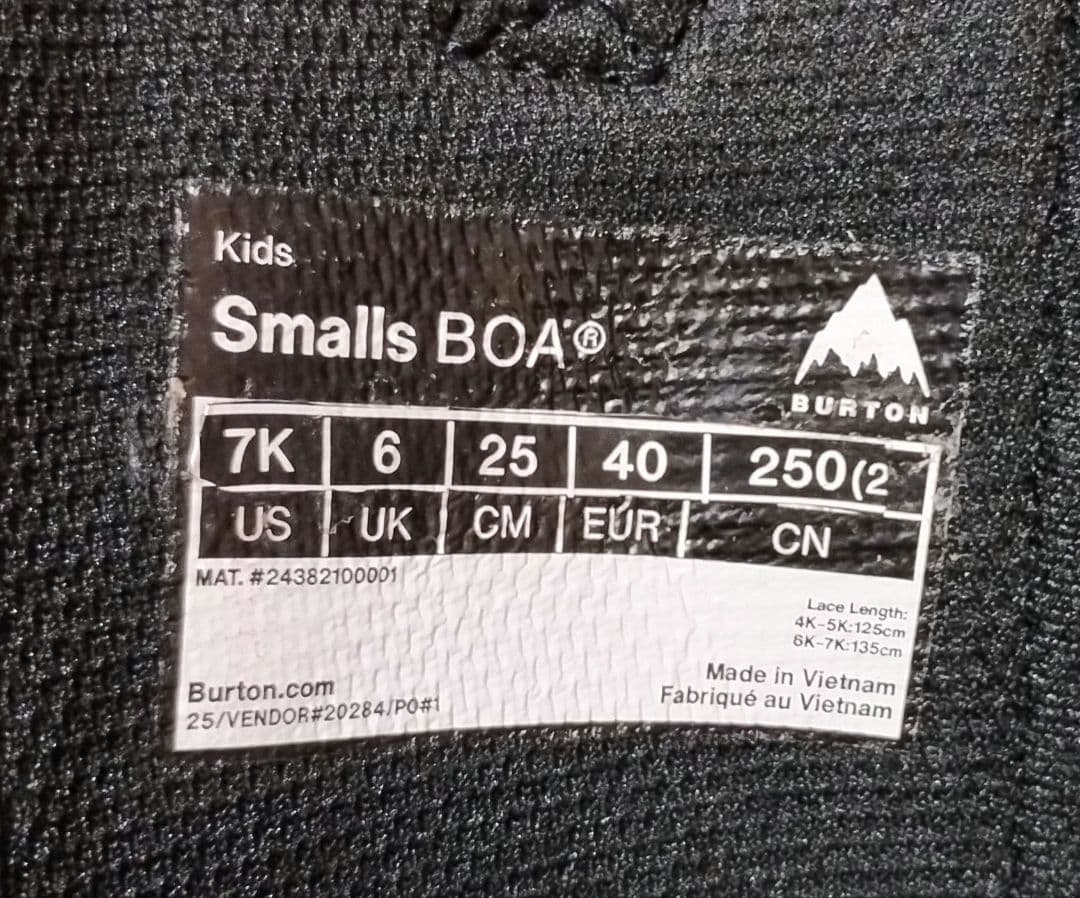 Kids
Smalls BOA®
BURTON
7K 6 25 40 250(2
US UK CM EUR CN
MAT. #24382100001
Lace Length:
4K-5K:125cm
6K-7K:135cm
Burton.com
25/VENDOR#20284/PO#1
Made in Vietnam
Fabriqué au Vietnam